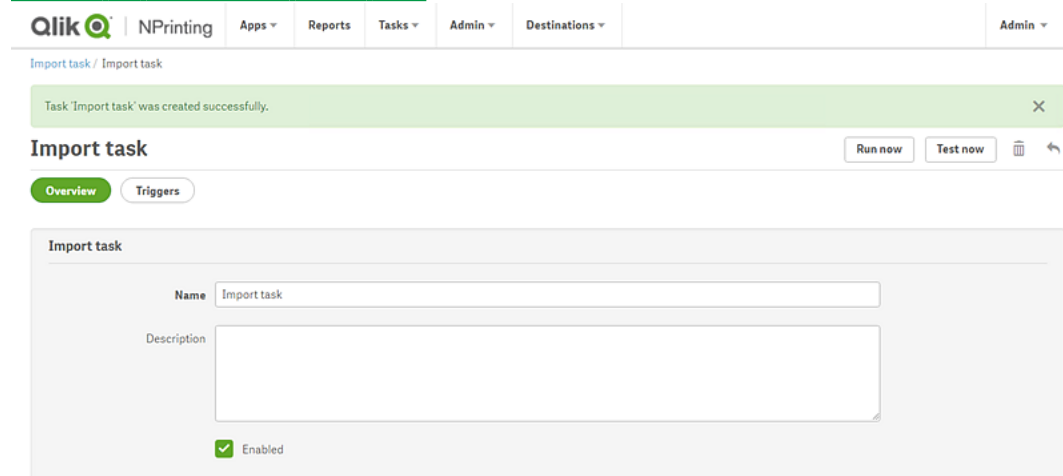 Qlik NPrinting Apps Reports Tasks Admin Destinations Admin
Import task / Import task
Task 'Import task' was created successfully.
Import task Run now Test now
Overview Triggers
Import task
Name Import task
Description
Enabled